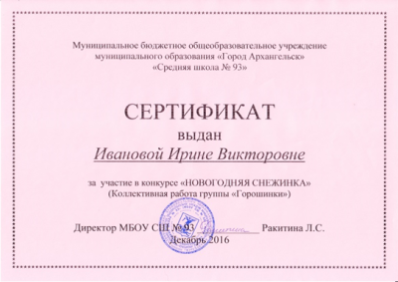 Муниципальное бюджетное общеобразовательное учреждение
муниципального образования «Город Архангельск»
«Средняя школа № 93»
СЕРТИФИКАТ
выдан
Ивановой Ирине Викторовне
за участие в конкурсе «НОВОГОДНЯЯ СНЕЖИНКА»
(Коллективная работа группы «Горошинки»)
Директор МБОУ СШ № 93 Ракитина Л.С.
Декабрь 2016